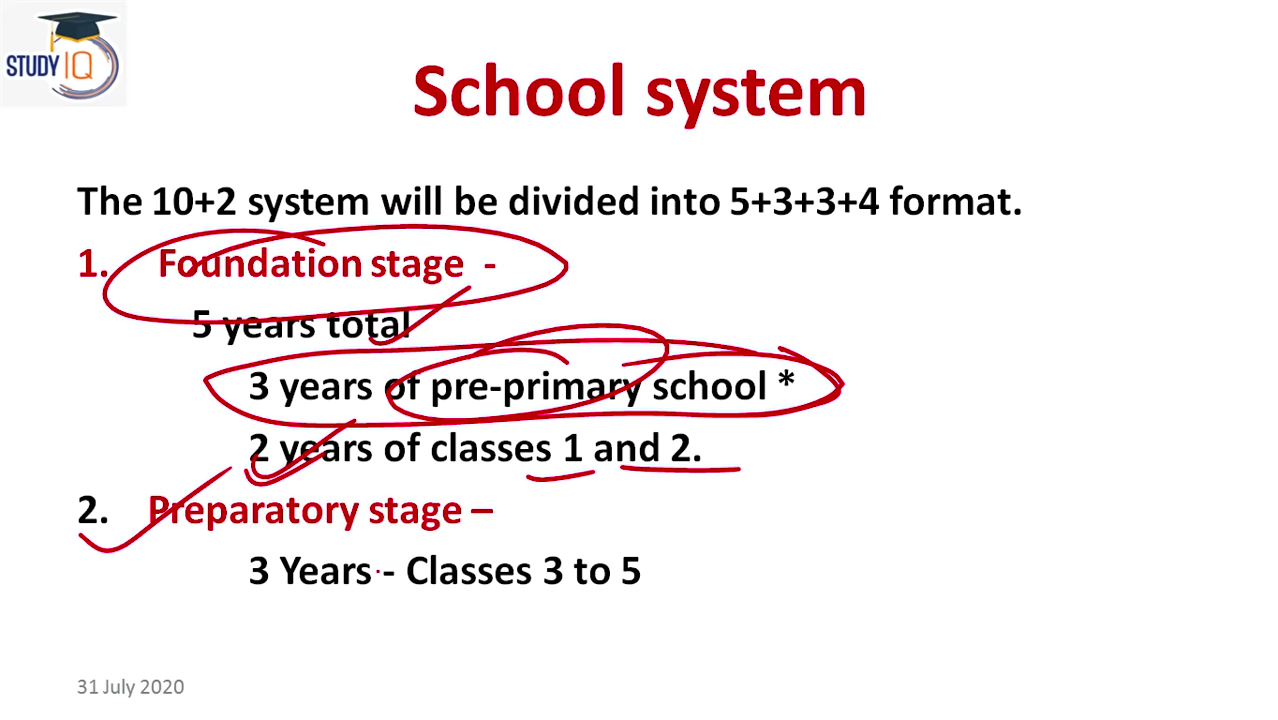 STUDY IQ
School system
The 10+2 system will be divided into 5+3+3+4 format.
1. Foundation stage -
5 years total
3 years of pre-primary school *
2 years of classes 1 and 2.
2. Preparatory stage –
3 Years - Classes 3 to 5
31 July 2020